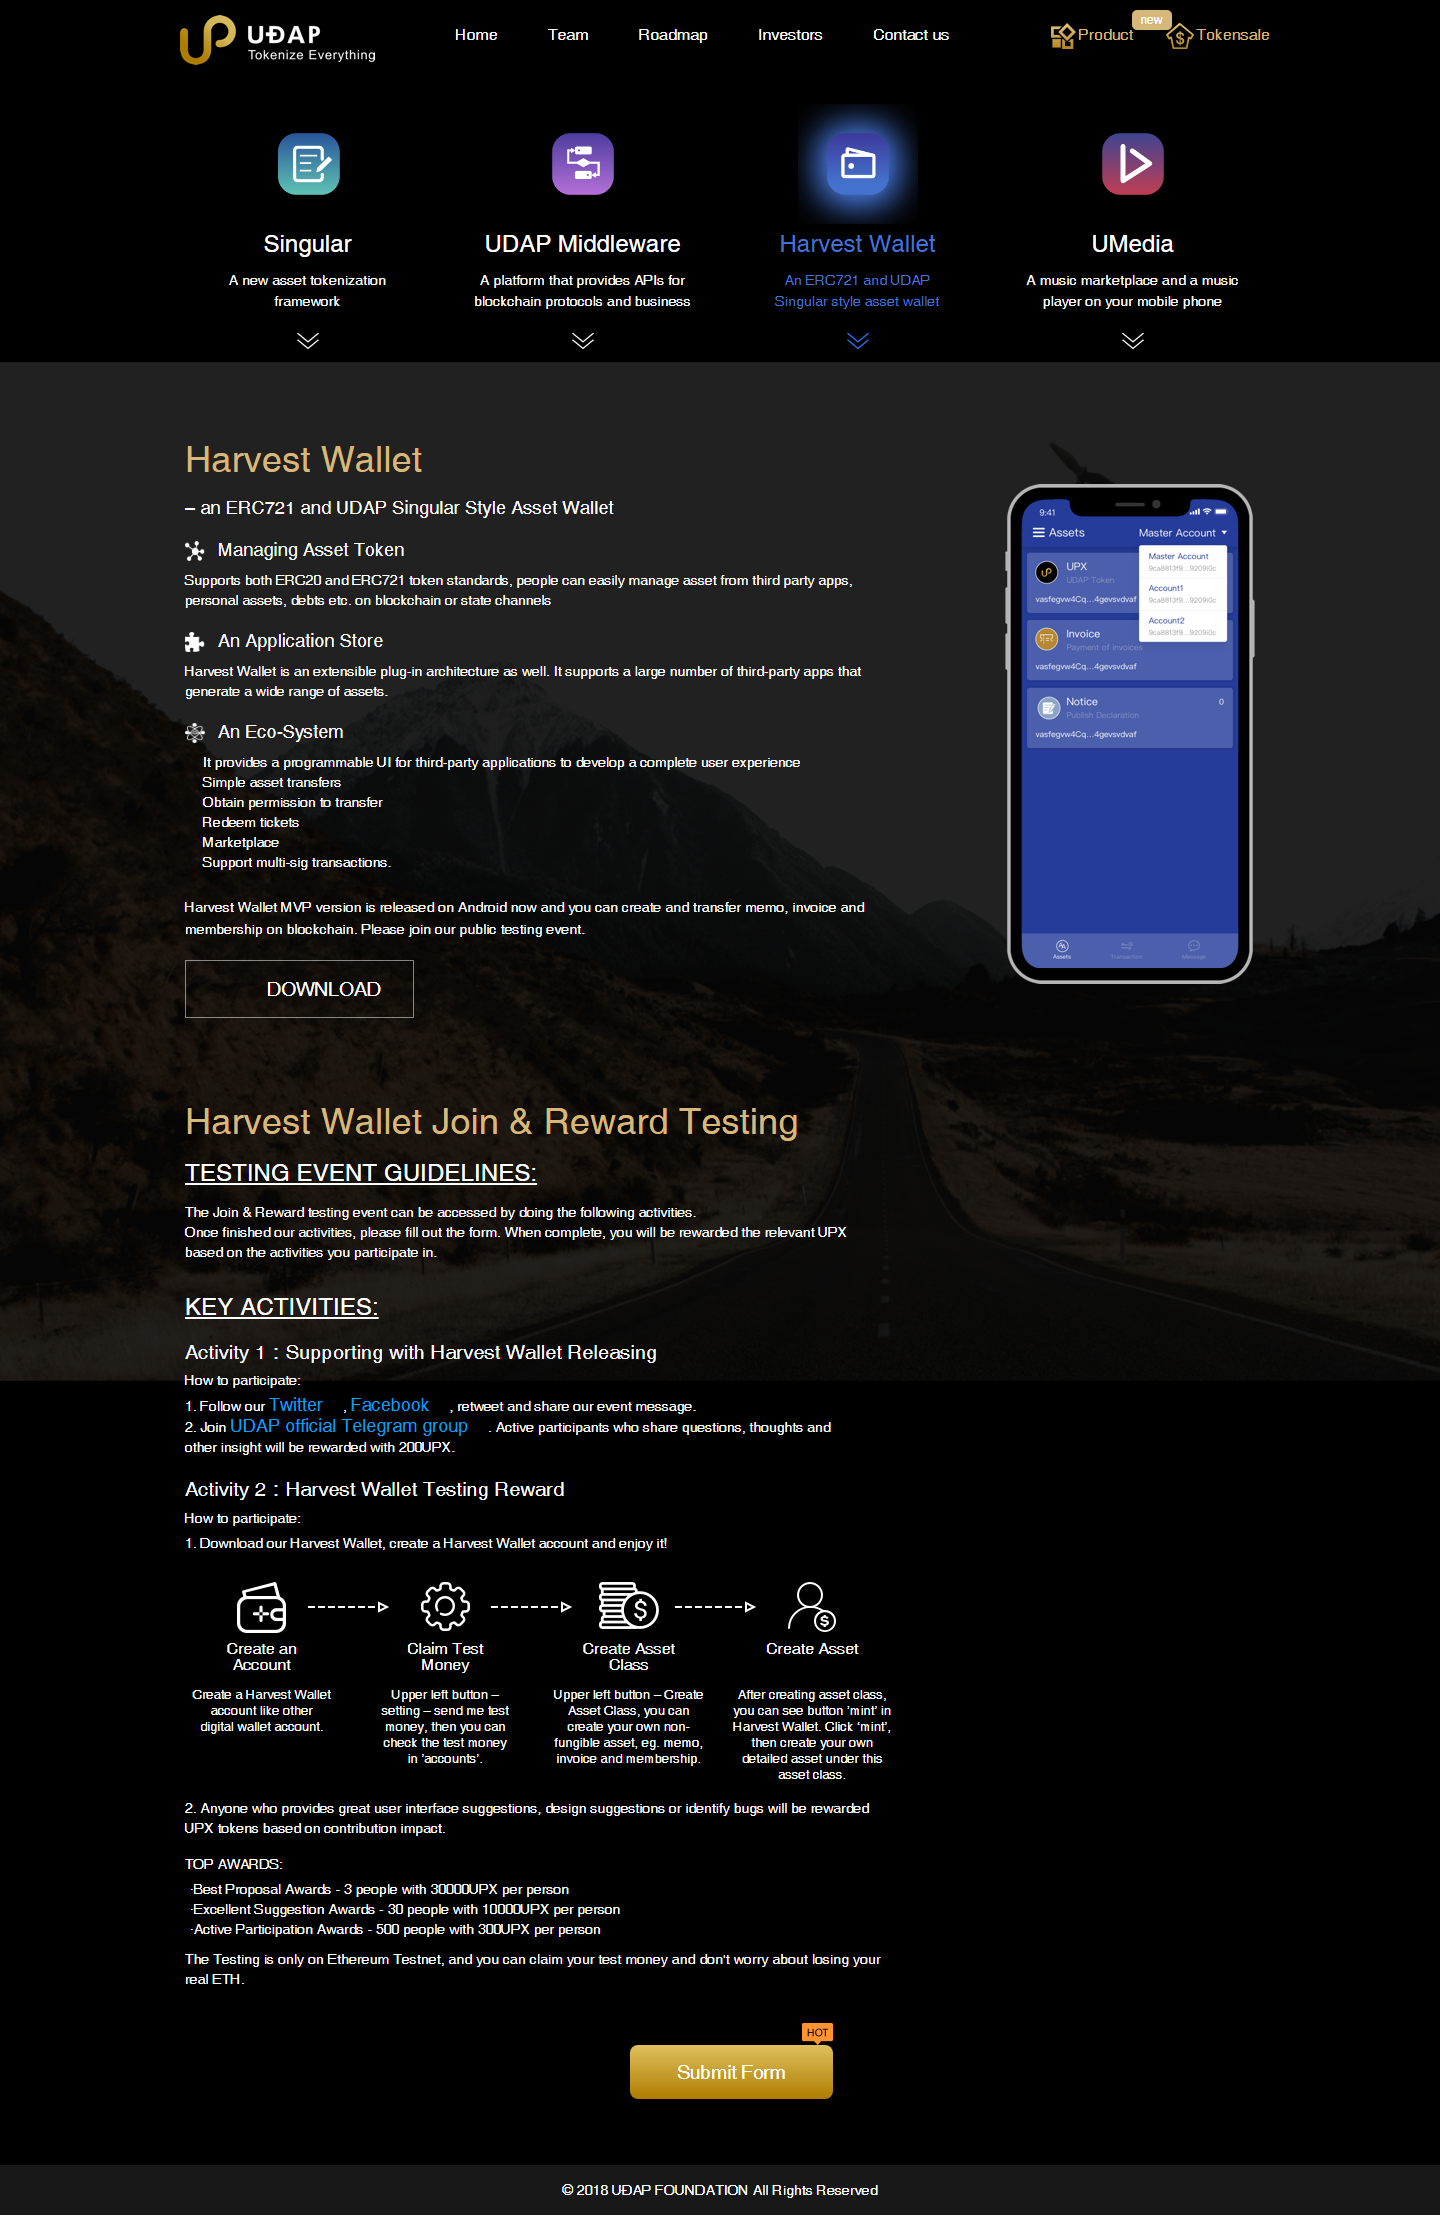 UĐAP
Tokenize Everything
Home
Team
Roadmap
Investors
Contact us
Product
new
Tokensale
Singular
A new asset tokenization
framework
UDAP Middleware
A platform that provides APIs for
blockchain protocols and business
Harvest Wallet
An ERC721 and UDAP
Singular style asset wallet
UMedia
A music marketplace and a music
player on your mobile phone
Harvest Wallet
– an ERC721 and UDAP Singular Style Asset Wallet
Managing Asset Token
Supports both ERC20 and ERC721 token standards, people can easily manage asset from third party apps,
personal assets, debts etc. on blockchain or state channels
An Application Store
Harvest Wallet is an extensible plug-in architecture as well. It supports a large number of third-party apps that
generate a wide range of assets.
An Eco-System
It provides a programmable UI for third-party applications to develop a complete user experience
Simple asset transfers
Obtain permission to transfer
Redeem tickets
Marketplace
Support multi-sig transactions.
Harvest Wallet MVP version is released on Android now and you can create and transfer memo, invoice and
membership on blockchain. Please join our public testing event.
DOWNLOAD
9:41
Assets
Master Account
Master Account
9ca8813f9...9209i0c
Account1
9ca8813f9...9209i0c
Account2
9ca8813f9...9209i0c
UPX
UDAP Token
vasfegvw4Cq...4gevsvdvaf
Invoice
Payment of Invoices
vasfegvw4Cq...4gevsvdvaf
Notice
0
Publish Declaration
vasfegvw4Cq...4gevsvdvaf
Assets
Transaction
Message
Harvest Wallet Join & Reward Testing
TESTING EVENT GUIDELINES:
The Join & Reward testing event can be accessed by doing the following activities.
Once finished our activities, please fill out the form. When complete, you will be rewarded the relevant UPX
based on the activities you participate in.
KEY ACTIVITIES:
Activity 1：Supporting with Harvest Wallet Releasing
How to participate:
1. Follow our Twitter , Facebook , retweet and share our event message.
2. Join UDAP official Telegram group . Active participants who share questions, thoughts and
other insight will be rewarded with 200UPX.
Activity 2：Harvest Wallet Testing Reward
How to participate:
1. Download our Harvest Wallet, create a Harvest Wallet account and enjoy it!
Create an
Account
Create a Harvest Wallet
account like other
digital wallet account.
Claim Test
Money
Upper left button –
setting – send me test
money, then you can
check the test money
in 'accounts'.
Create Asset
Class
Upper left button – Create
Asset Class, you can
create your own non-
fungible asset, eg. memo,
invoice and membership.
Create Asset
After creating asset class,
you can see button 'mint' in
Harvest Wallet. Click 'mint',
then create your own
detailed asset under this
asset class.
2. Anyone who provides great user interface suggestions, design suggestions or identify bugs will be rewarded
UPX tokens based on contribution impact.
TOP AWARDS:
·Best Proposal Awards - 3 people with 30000UPX per person
·Excellent Suggestion Awards - 30 people with 10000UPX per person
·Active Participation Awards - 500 people with 300UPX per person
The Testing is only on Ethereum Testnet, and you can claim your test money and don't worry about losing your
real ETH.
HOT
Submit Form
© 2018 UĐAP FOUNDATION All Rights Reserved